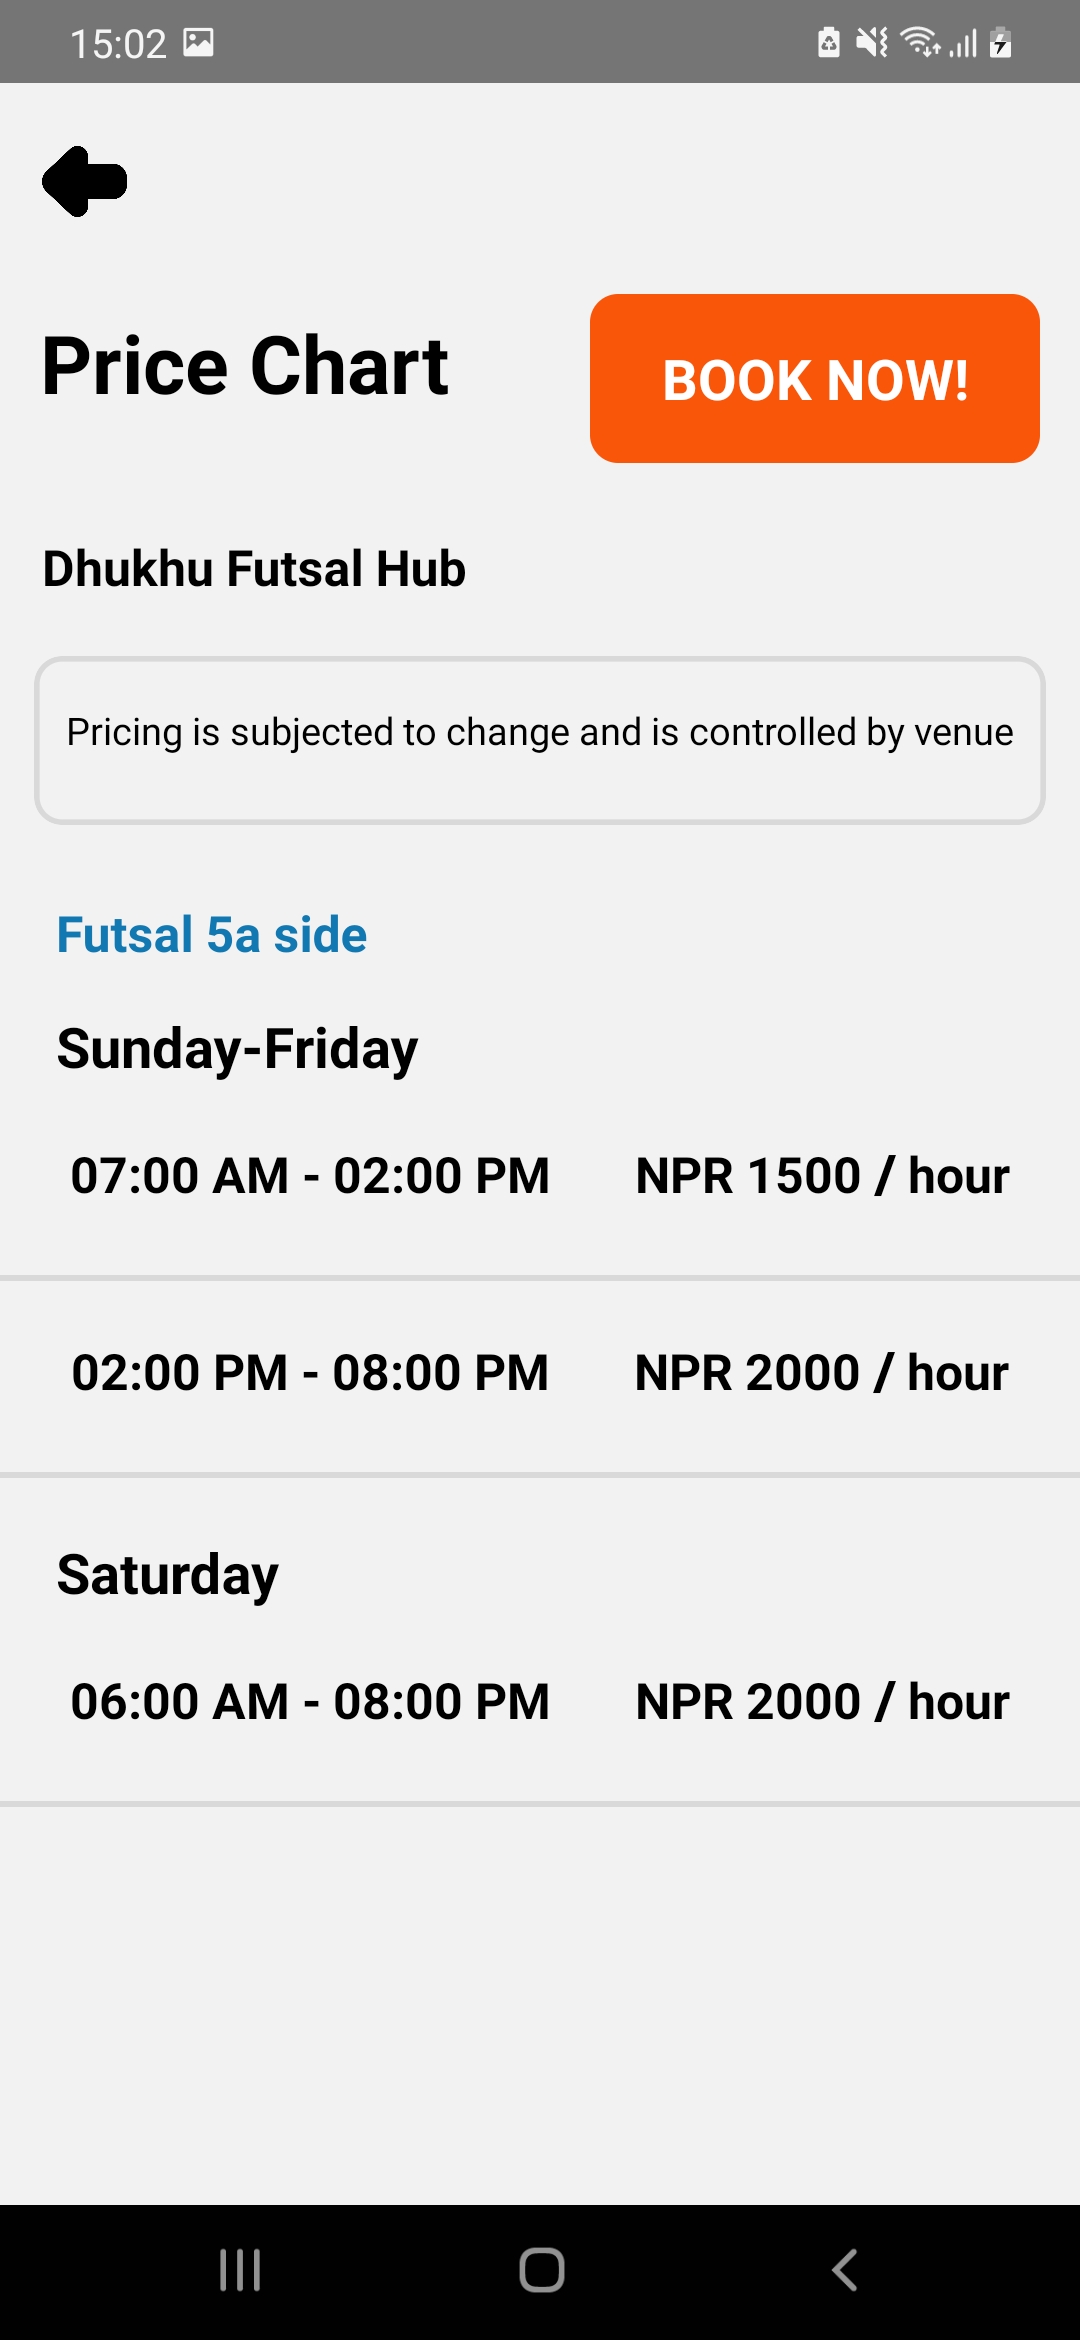 15:02
Price Chart
BOOK NOW!
Dhukhu Futsal Hub
Pricing is subjected to change and is controlled by venue
Futsal 5a side
Sunday-Friday
07:00 AM - 02:00 PM NPR 1500 / hour
02:00 PM - 08:00 PM NPR 2000 / hour
Saturday
06:00 AM - 08:00 PM NPR 2000 / hour